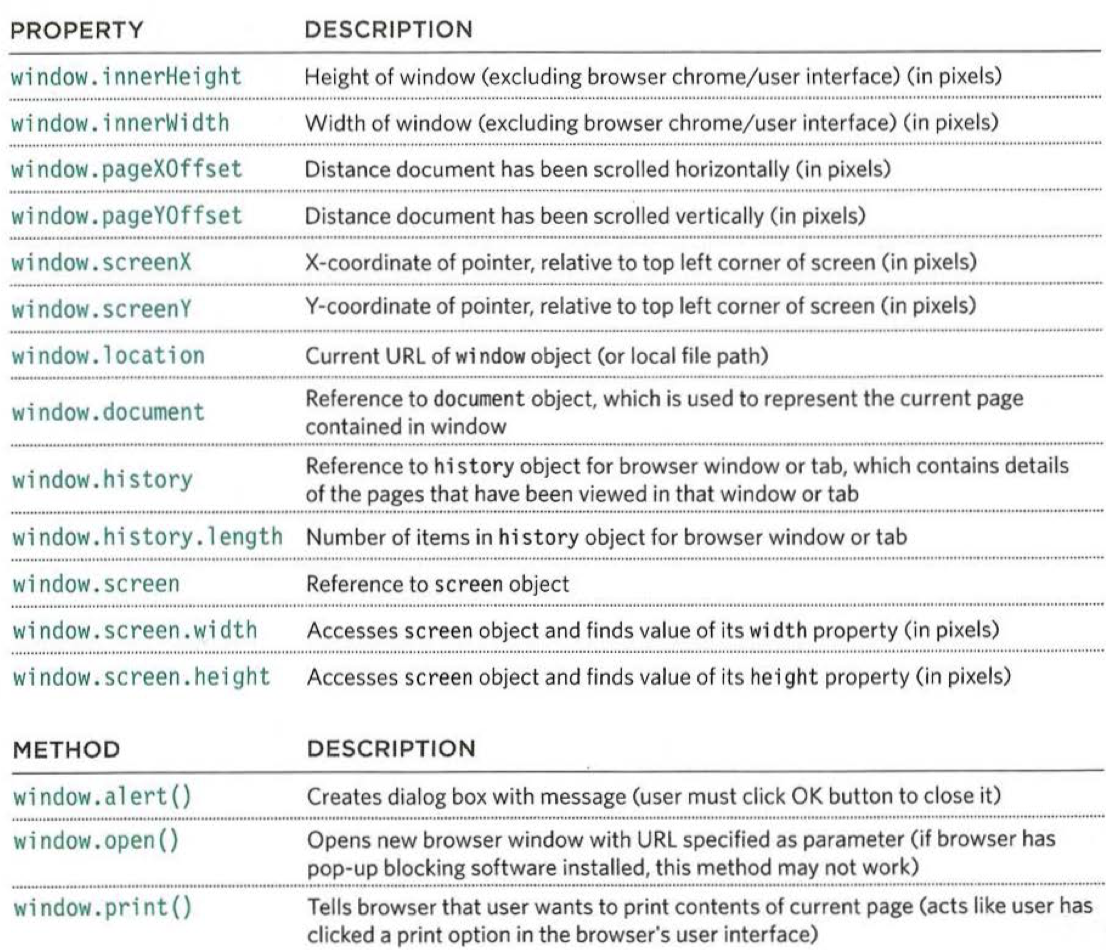 PROPERTY DESCRIPTION
window.innerHeight Height of window (excluding browser chrome/user interface) (in pixels)
window.innerWidth Width of window (excluding browser chrome/user interface) (in pixels)
window.pageXOffset Distance document has been scrolled horizontally (in pixels)
window.pageYOffset Distance document has been scrolled vertically (in pixels)
window.screenX X-coordinate of pointer, relative to top left corner of screen (in pixels)
window.screenY Y-coordinate of pointer, relative to top left corner of screen (in pixels)
window.location Current URL of window object (or local file path)
window.document Reference to document object, which is used to represent the current page
contained in window
window.history Reference to history object for browser window or tab, which contains details
of the pages that have been viewed in that window or tab
window.history.length Number of items in history object for browser window or tab
window.screen Reference to screen object
window.screen.width Accesses screen object and finds value of its width property (in pixels)
window.screen.height Accesses screen object and finds value of its height property (in pixels)
METHOD DESCRIPTION
window.alert() Creates dialog box with message (user must click OK button to close it)
window.open() Opens new browser window with URL specified as parameter (if browser has
pop-up blocking software installed, this method may not work)
window.print() Tells browser that user wants to print contents of current page (acts like user has
clicked a print option in the browser's user interface)